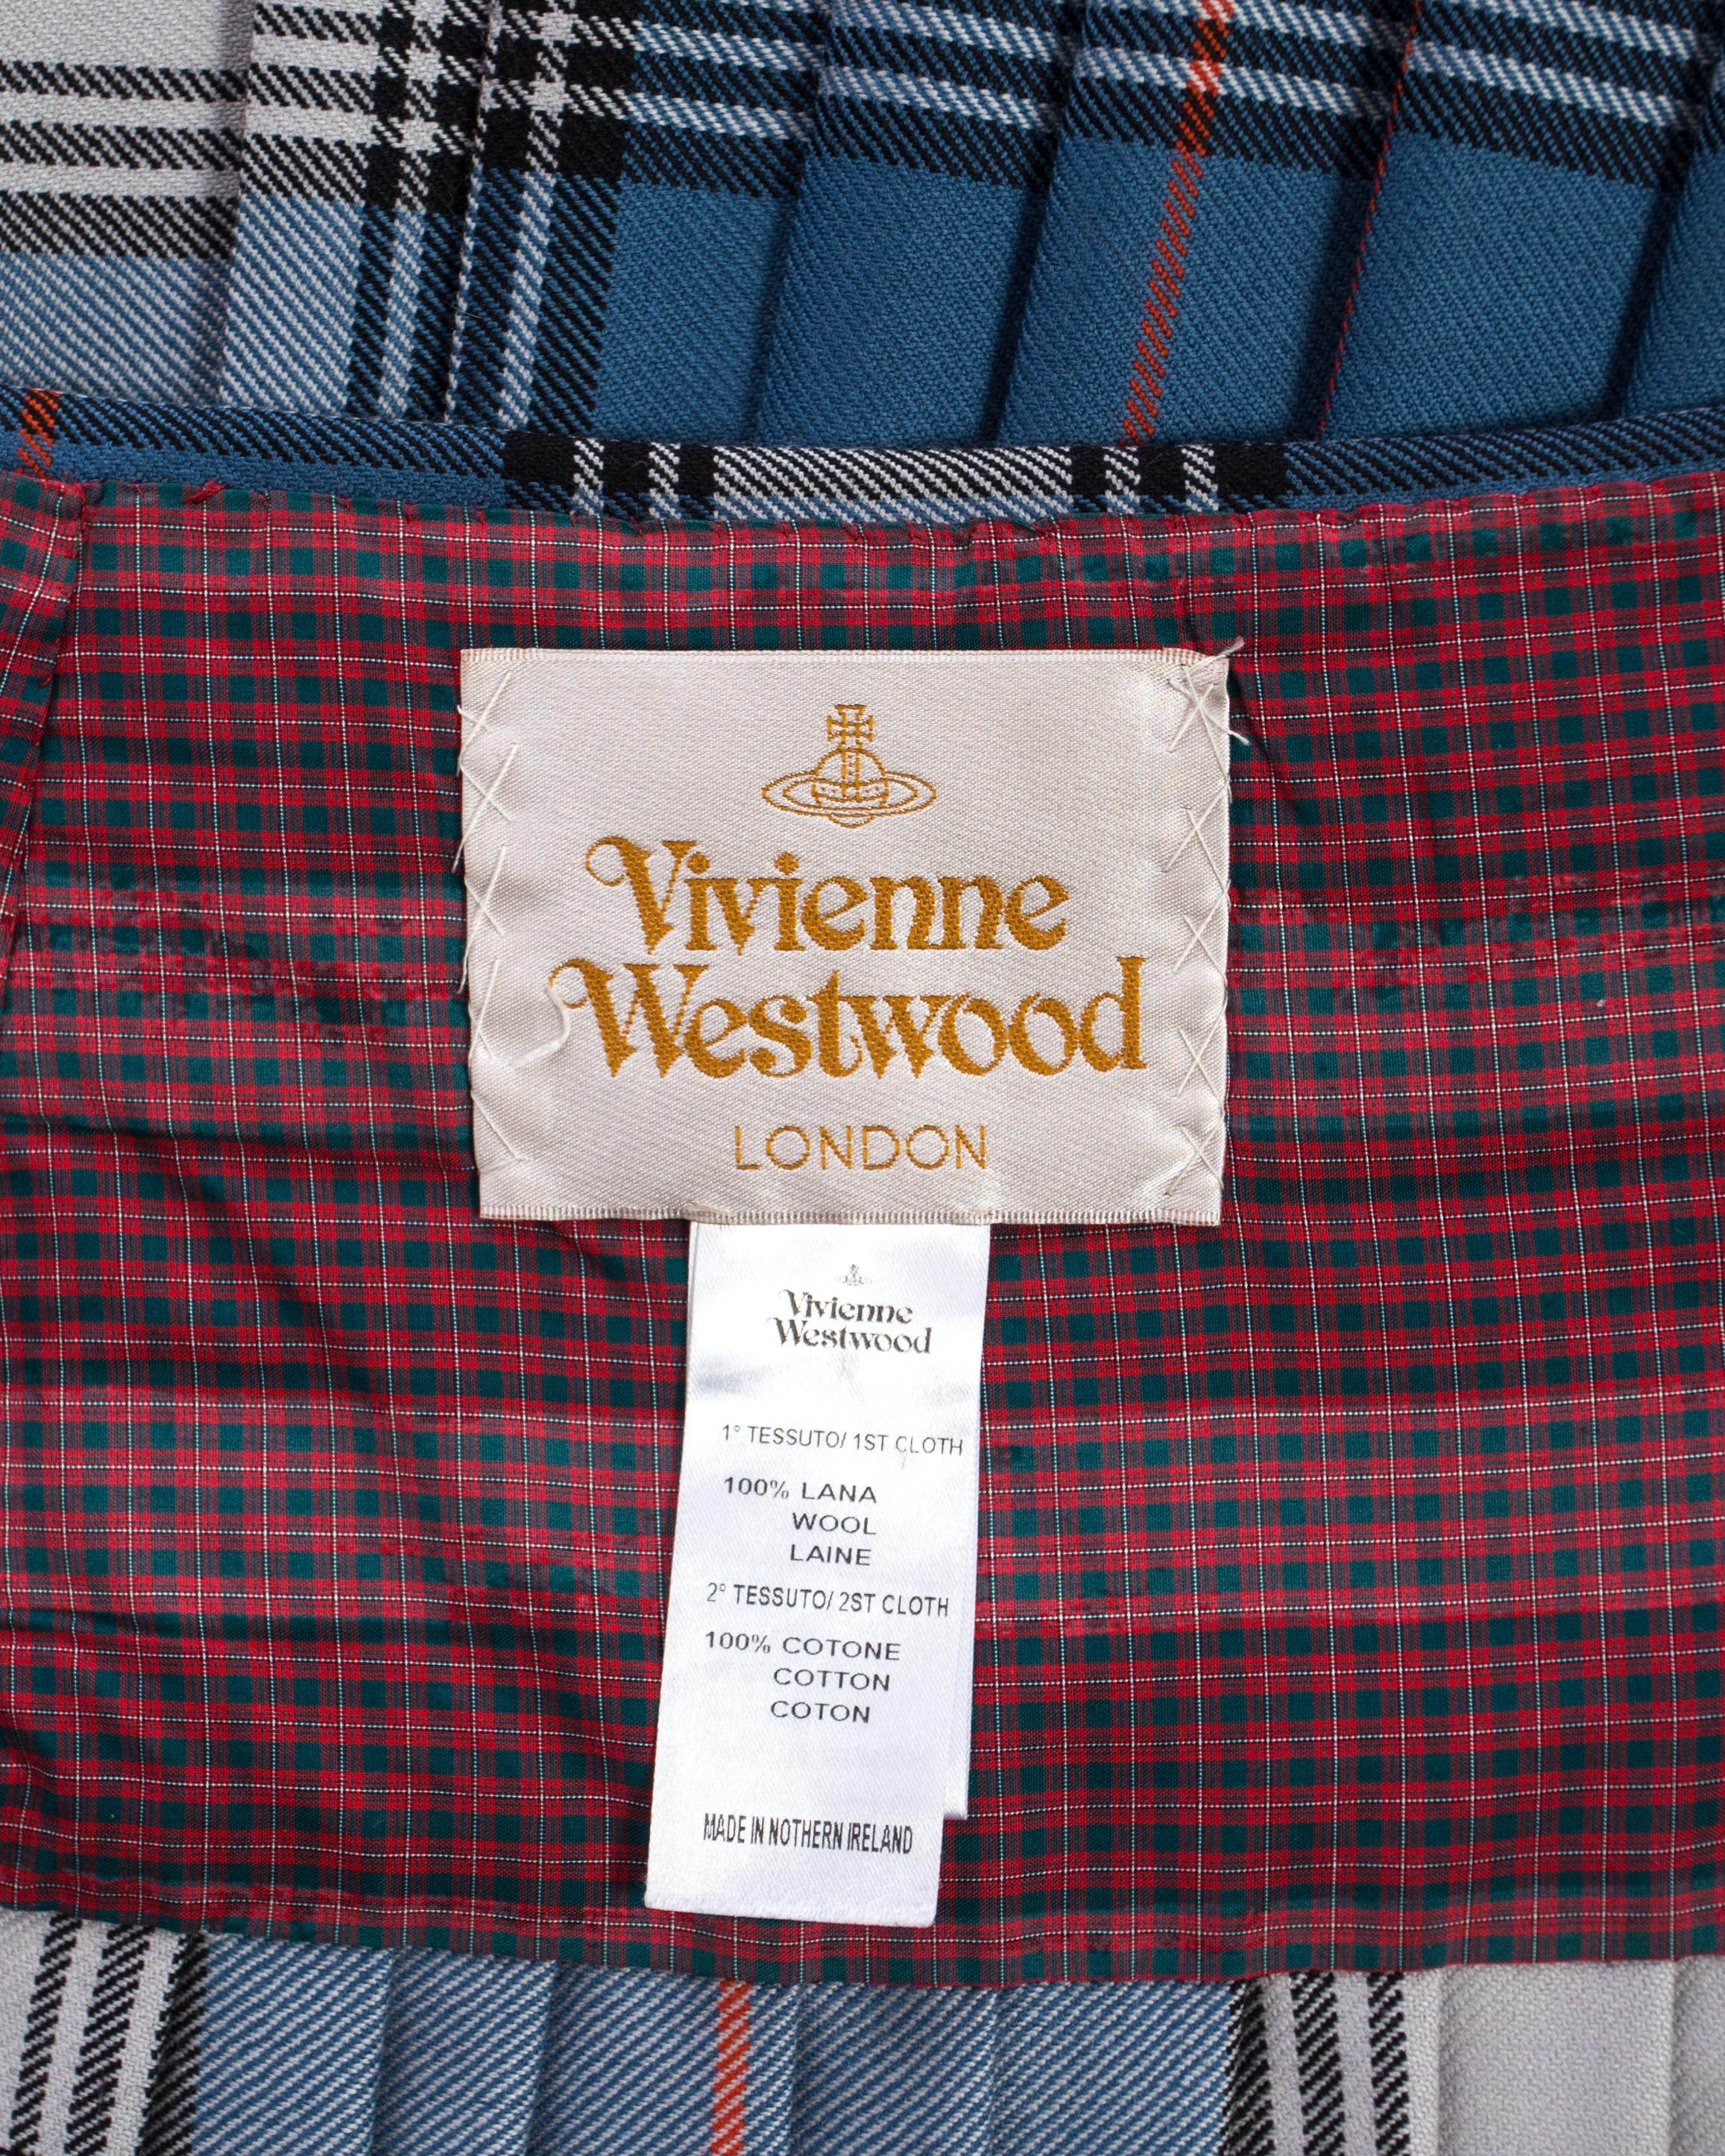 Vivienne
Westwood
LONDON
Vivienne
Westwood
1° TESSUTO/ 1ST CLOTH
100% LANA
WOOL
LAINE
2° TESSUTO/ 2ST CLOTH
100% COTONE
COTTON
COTON
MADE IN NOTHERN IRELAND